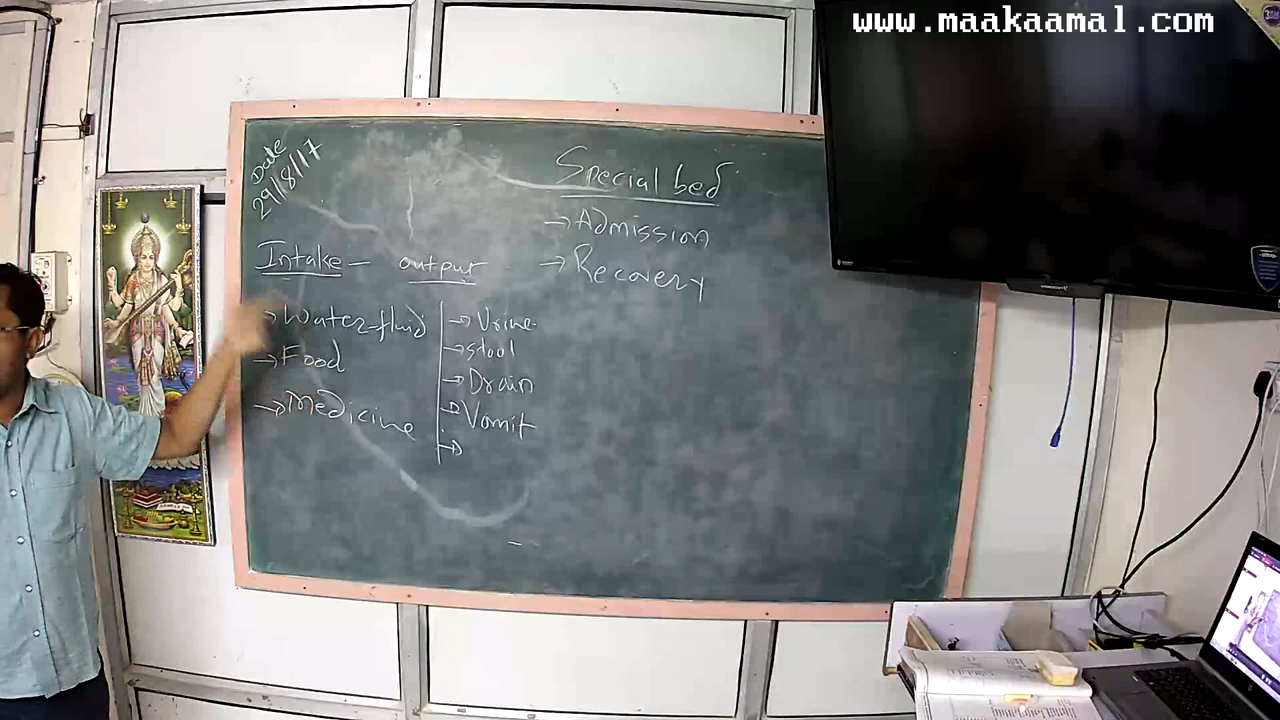 www.maakaamal.com
Date
29/8/17
Special bed
→ Admission
→ Recovery
Intake - output
→ Water-fluid
→ Food
→ Medicine
→ Urine
→ Stool
→ Drain
→ Vomit
→